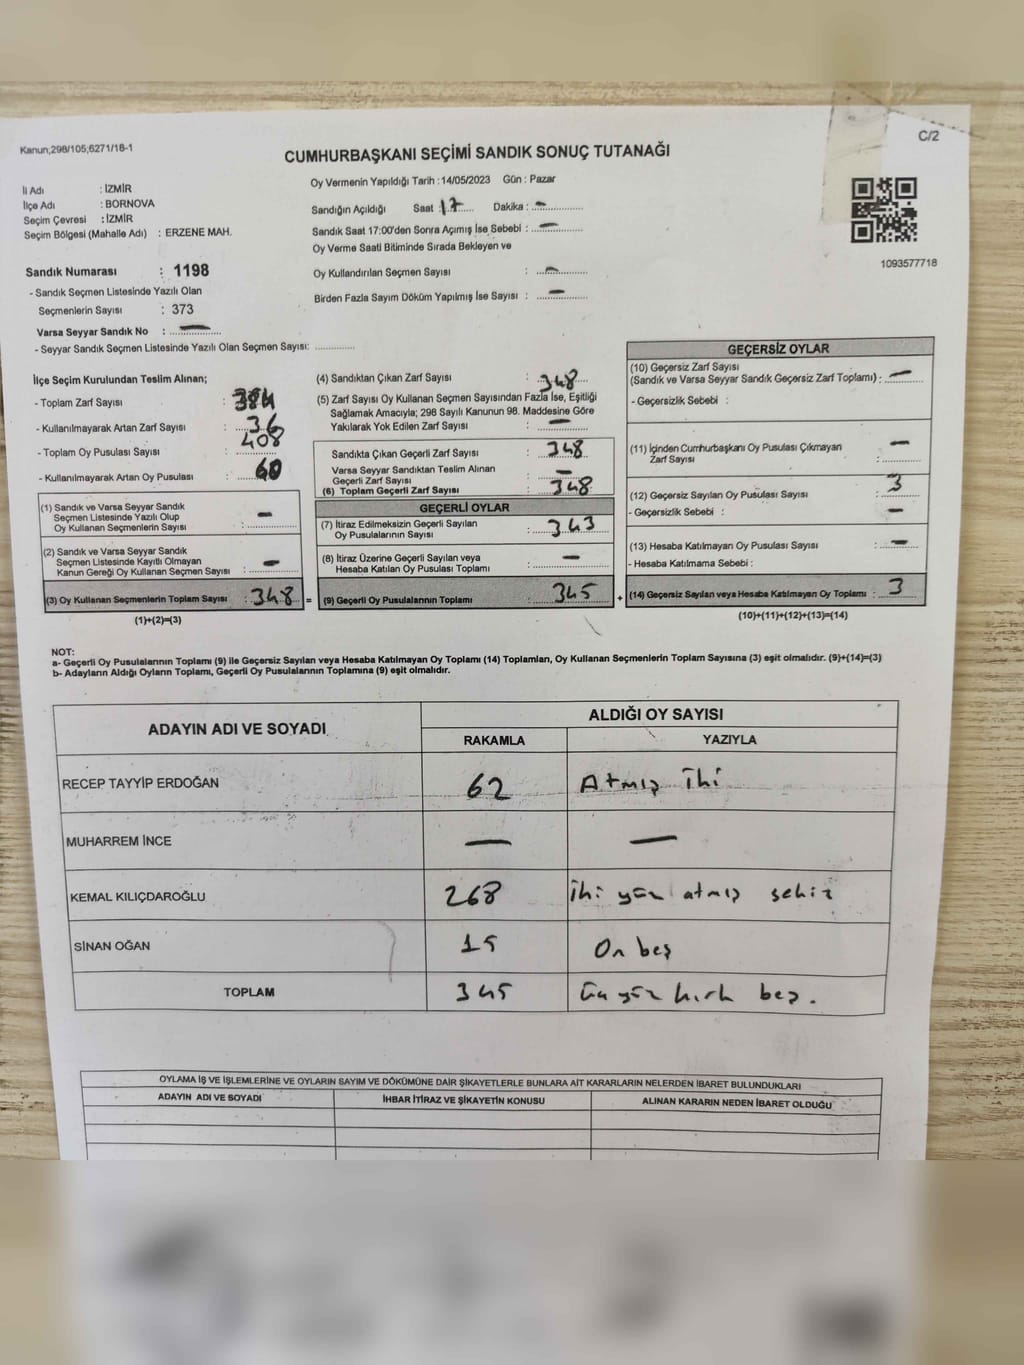 Kanun;298/105;6271/18-1
C/2
CUMHURBAŞKANI SEÇİMİ SANDIK SONUÇ TUTANAĞI
İl Adı : İZMİR
İlçe Adı : BORNOVA
Seçim Çevresi : İZMİR
Seçim Bölgesi (Mahalle Adı) : ERZENE MAH.
Oy Vermenin Yapıldığı Tarih : 14/05/2023 Gün : Pazar
Sandığın Açıldığı Saat : 17 Dakika : —
Sandık Saat 17:00'den Sonra Açımış İse Sebebi : —
Oy Verme Saati Bitiminde Sırada Bekleyen ve
Oy Kullandırılan Seçmen Sayısı : —
Birden Fazla Sayım Döküm Yapılmış İse Sayısı : —
1093577718
Sandık Numarası : 1198
- Sandık Seçmen Listesinde Yazılı Olan
Seçmenlerin Sayısı : 373
Varsa Seyyar Sandık No : —
- Seyyar Sandık Seçmen Listesinde Yazılı Olan Seçmen Sayısı:
İlçe Seçim Kurulundan Teslim Alınan;
- Toplam Zarf Sayısı : 384
- Kullanılmayarak Artan Zarf Sayısı : 36
- Toplam Oy Pusulası Sayısı : 408
- Kullanılmayarak Artan Oy Pusulası : 60
(1) Sandık ve Varsa Seyyar Sandık
Seçmen Listesinde Yazılı Olup
Oy Kullanan Seçmenlerin Sayısı : —
(2) Sandık ve Varsa Seyyar Sandık
Seçmen Listesinde Kayıtlı Olmayan
Kanun Gereği Oy Kullanan Seçmen Sayısı : —
(3) Oy Kullanan Seçmenlerin Toplam Sayısı : 348 =
(1)+(2)=(3)
(4) Sandıktan Çıkan Zarf Sayısı : 348
(5) Zarf Sayısı Oy Kullanan Seçmen Sayısından Fazla İse, Eşitliği
Sağlamak Amacıyla; 298 Sayılı Kanunun 98. Maddesine Göre
Yakılarak Yok Edilen Zarf Sayısı : —
Sandıkta Çıkan Geçerli Zarf Sayısı : 348
Varsa Seyyar Sandıktan Teslim Alınan
Geçerli Zarf Sayısı : —
(6) Toplam Geçerli Zarf Sayısı : 348
GEÇERLİ OYLAR
(7) İtiraz Edilmeksizin Geçerli Sayılan
Oy Pusulalarının Sayısı : 343
(8) İtiraz Üzerine Geçerli Sayılan veya
Hesaba Katılan Oy Pusulası Toplamı : —
(9) Geçerli Oy Pusulalarının Toplamı : 345 +
GEÇERSİZ OYLAR
(10) Geçersiz Zarf Sayısı
(Sandık ve Varsa Seyyar Sandık Geçersiz Zarf Toplamı) : —
- Geçersizlik Sebebi :
(11) İçinden Cumhurbaşkanı Oy Pusulası Çıkmayan
Zarf Sayısı : —
(12) Geçersiz Sayılan Oy Pusulası Sayısı : 3
- Geçersizlik Sebebi : —
(13) Hesaba Katılmayan Oy Pusulası Sayısı : —
- Hesaba Katılmama Sebebi :
(14) Geçersiz Sayılan veya Hesaba Katılmayan Oy Toplamı : 3
(10)+(11)+(12)+(13)=(14)
NOT:
a- Geçerli Oy Pusulalarının Toplamı (9) ile Geçersiz Sayılan veya Hesaba Katılmayan Oy Toplamı (14) Toplamları, Oy Kullanan Seçmenlerin Toplam Sayısına (3) eşit olmalıdır. (9)+(14)=(3)
b- Adayların Aldığı Oyların Toplamı, Geçerli Oy Pusulalarının Toplamına (9) eşit olmalıdır.
ADAYIN ADI VE SOYADI
ALDIĞI OY SAYISI
RAKAMLA YAZIYLA
RECEP TAYYİP ERDOĞAN 62 Atmış iki
MUHARREM İNCE — —
KEMAL KILIÇDAROĞLU 268 İki yüz atmış sekiz
SİNAN OĞAN 15 On beş
TOPLAM 345 Üç yüz kırk beş.
OYLAMA İŞ VE İŞLEMLERİNE VE OYLARIN SAYIM VE DÖKÜMÜNE DAİR ŞİKAYETLERLE BUNLARA AİT KARARLARIN NELERDEN İBARET BULUNDUKLARI
ADAYIN ADI VE SOYADI İHBAR İTİRAZ VE ŞİKAYETİN KONUSU ALINAN KARARIN NEDEN İBARET OLDUĞU